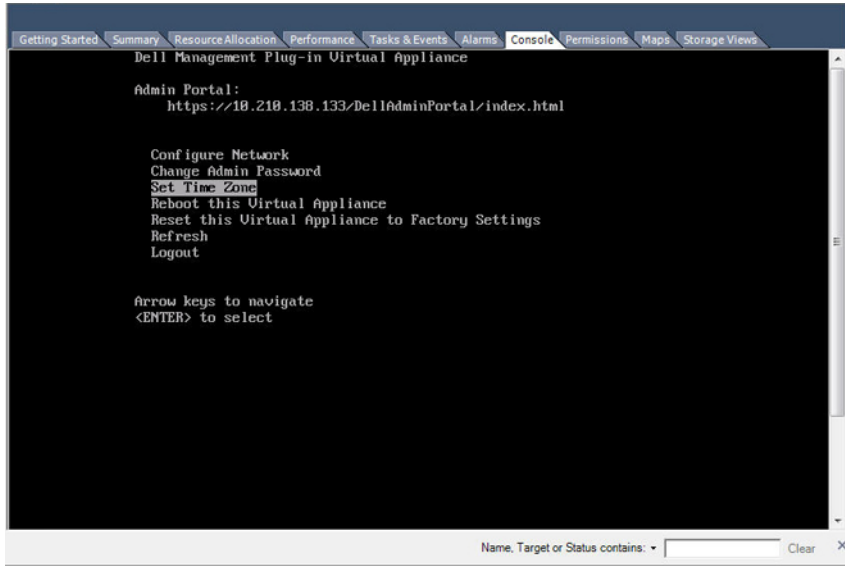 Getting Started Summary Resource Allocation Performance Tasks & Events Alarms Console Permissions Maps Storage Views
Dell Management Plug-in Virtual Appliance
Admin Portal:
https://10.210.138.133/DellAdminPortal/index.html
Configure Network
Change Admin Password
Set Time Zone
Reboot this Virtual Appliance
Reset this Virtual Appliance to Factory Settings
Refresh
Logout
Arrow keys to navigate
<ENTER> to select
Name, Target or Status contains: Clear